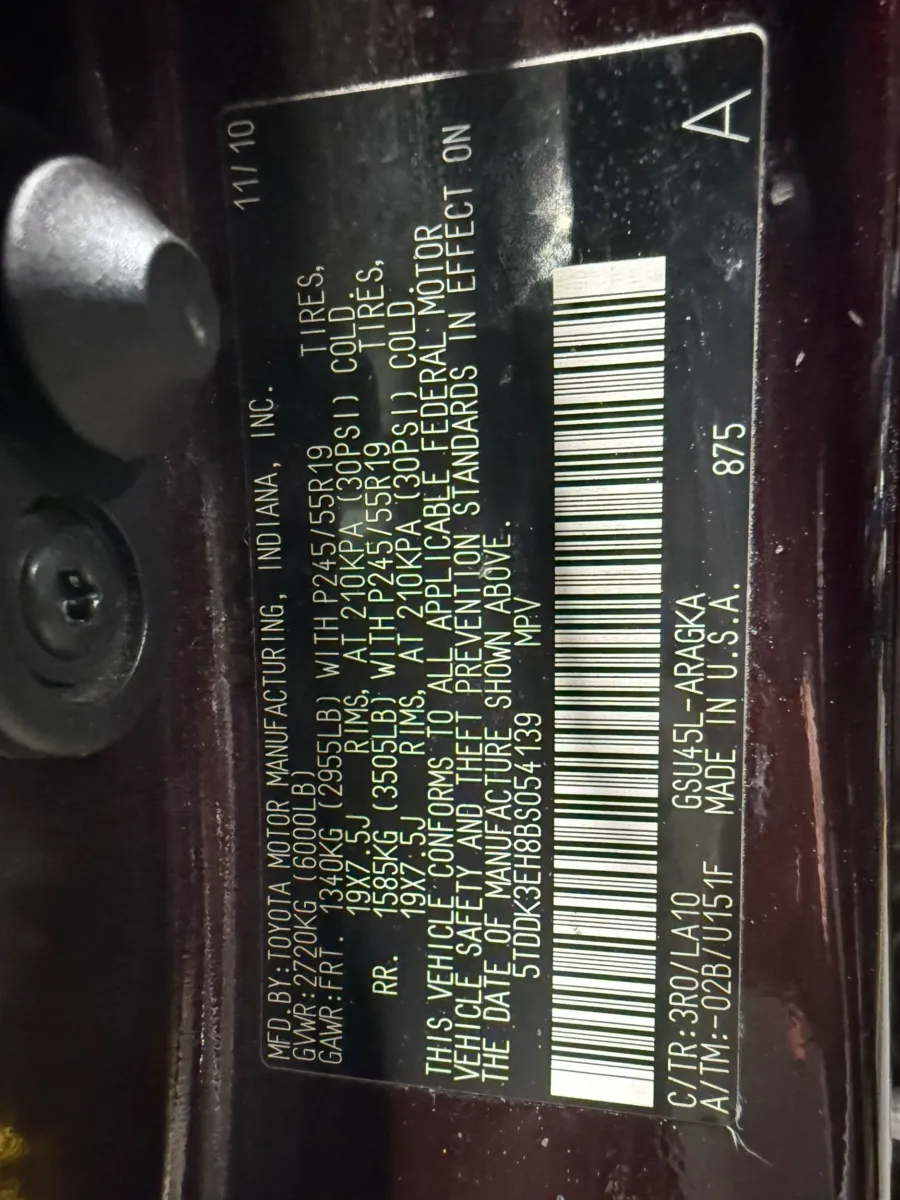 MFD.BY:TOYOTA MOTOR MANUFACTURING, INDIANA, INC. 11/10
GVWR:2720KG (6000LB)
GAWR:FRT. 1340KG (2955LB) WITH P245/55R19 TIRES,
19X7.5J RIMS, AT 210KPA (30PSI) COLD.
RR. 1585KG (3505LB) WITH P245/55R19 TIRES,
19X7.5J RIMS, AT 210KPA (30PSI) COLD.
THIS VEHICLE CONFORMS TO ALL APPLICABLE FEDERAL MOTOR
VEHICLE SAFETY AND THEFT PREVENTION STANDARDS IN EFFECT ON
THE DATE OF MANUFACTURE SHOWN ABOVE.
5TDDK3EH8BS054139 MPV
C/TR:3R0/LA10 GSU45L-ARAGKA
A/TM:-02B/U151F MADE IN U.S.A. 875
A